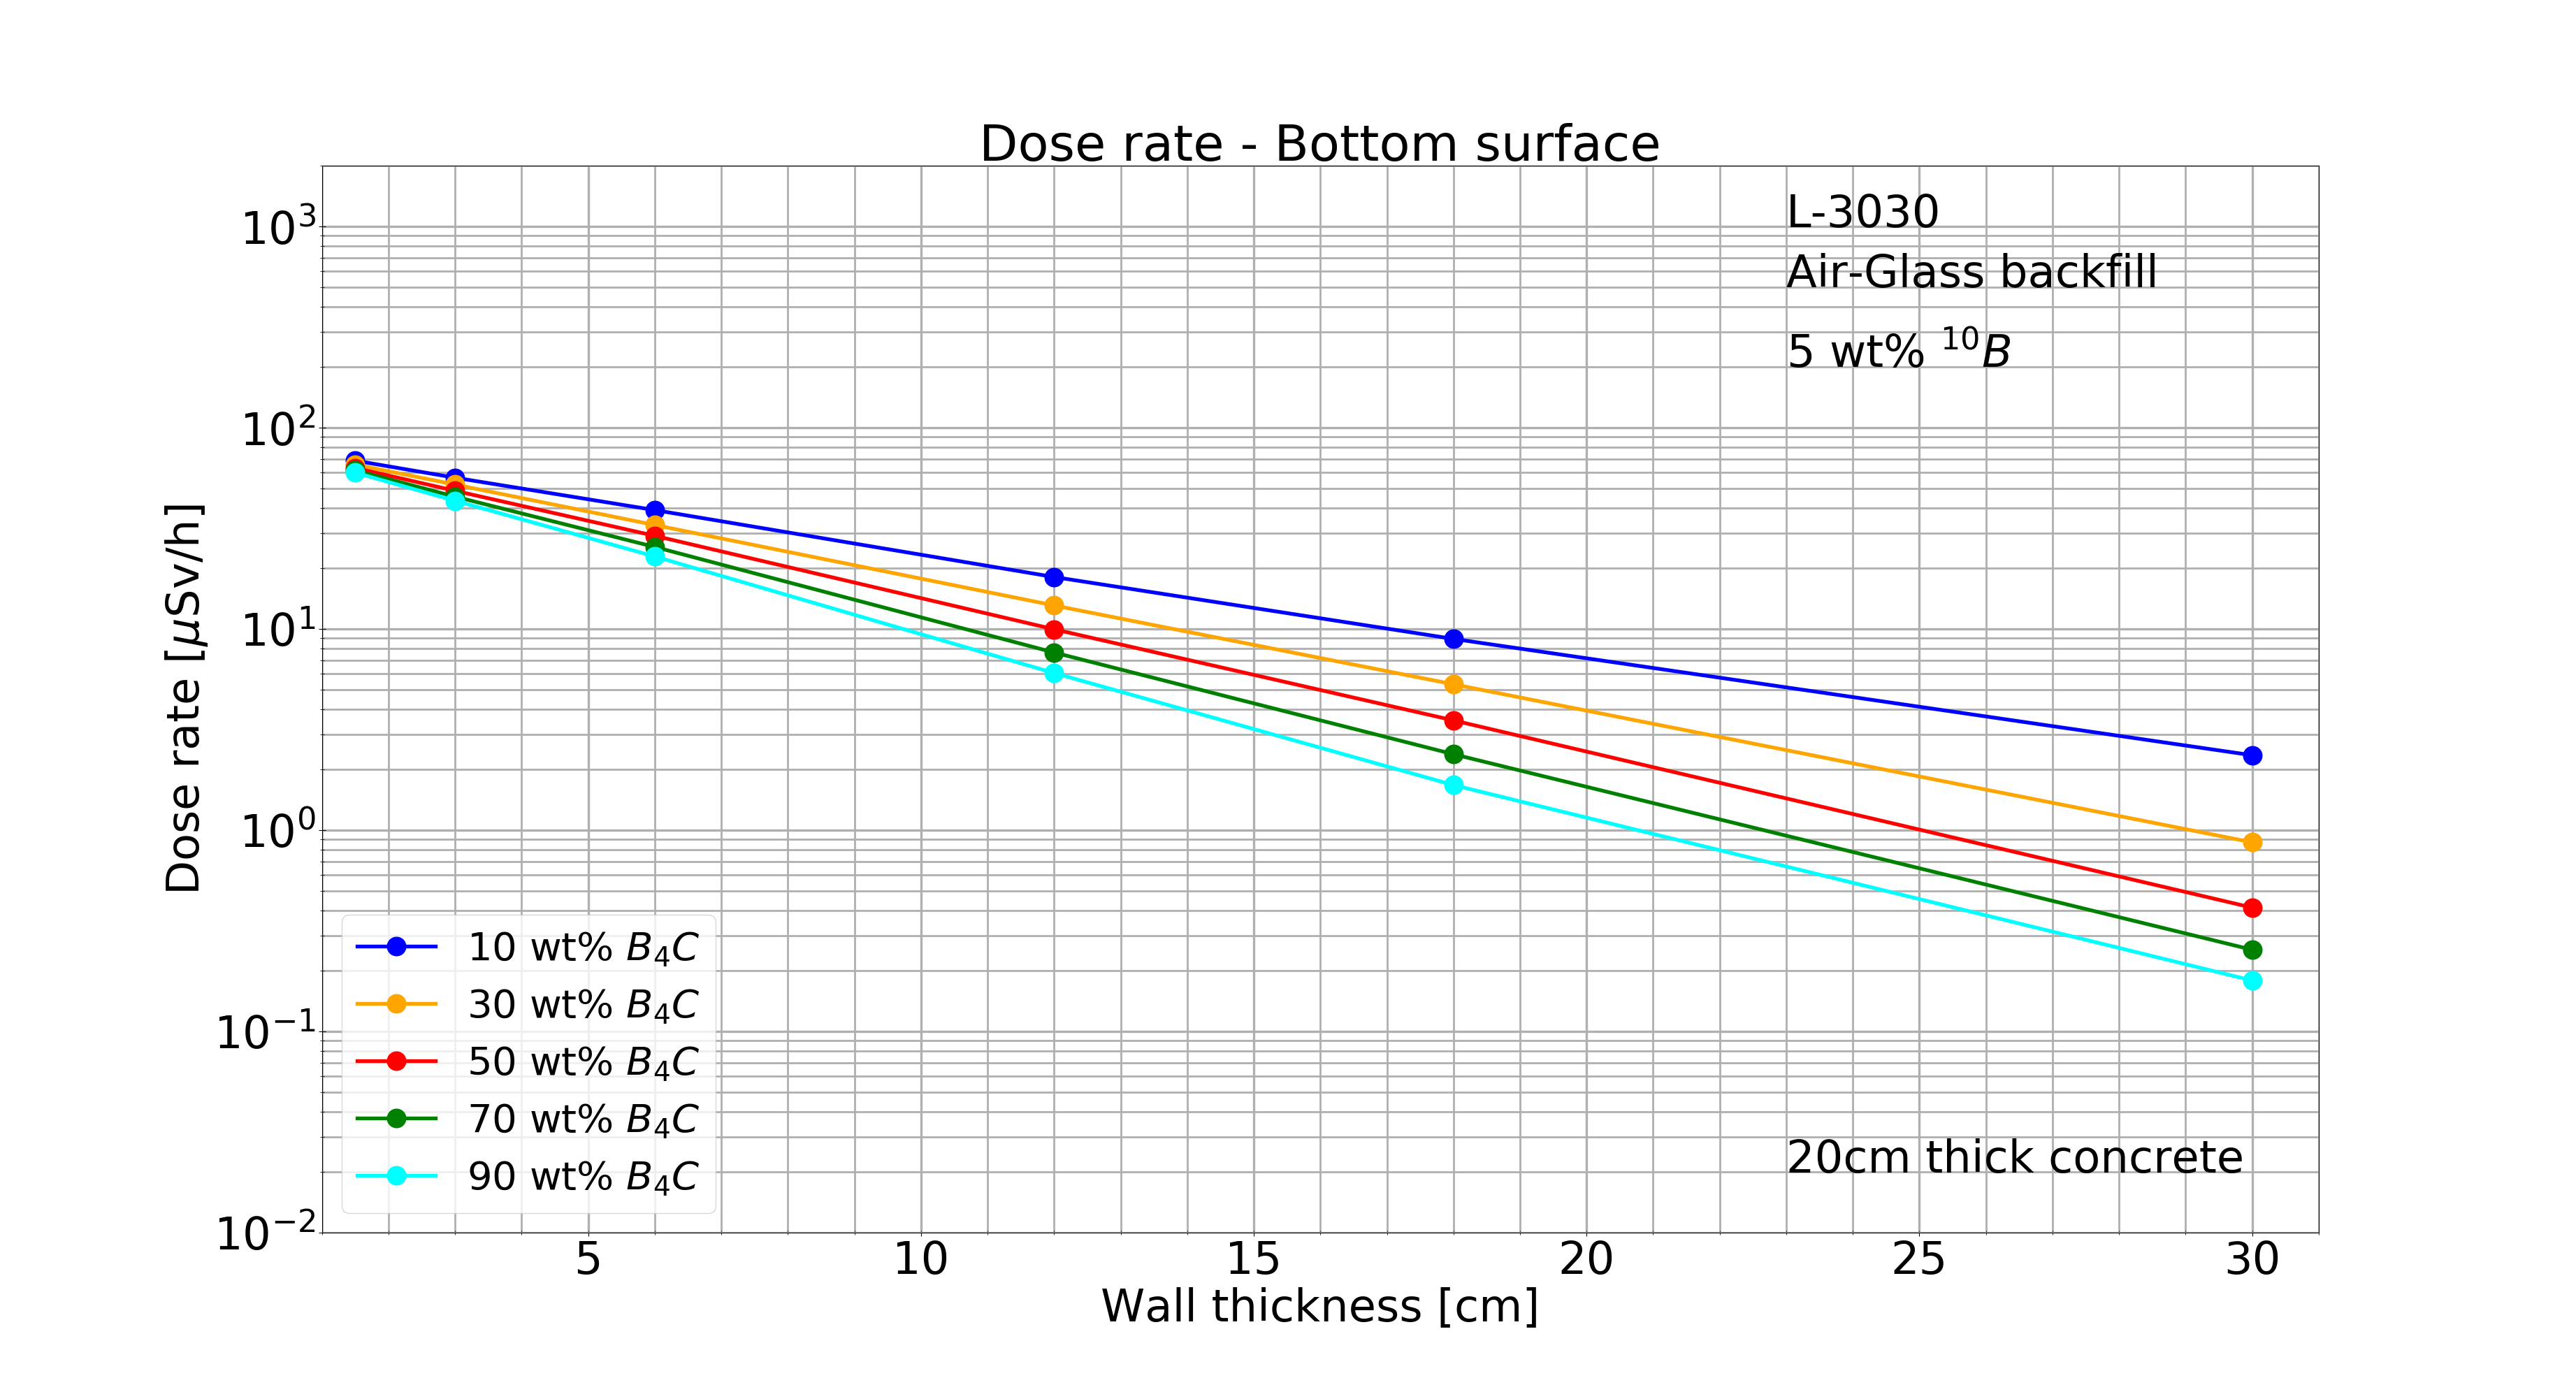 Dose rate - Bottom surface
L-3030
Air-Glass backfill
5 wt% ¹⁰B
20cm thick concrete
Dose rate [μSv/h]
10³
10²
10¹
10⁰
10⁻¹
10⁻²
10 wt% B₄C
30 wt% B₄C
50 wt% B₄C
70 wt% B₄C
90 wt% B₄C
5 10 15 20 25 30
Wall thickness [cm]